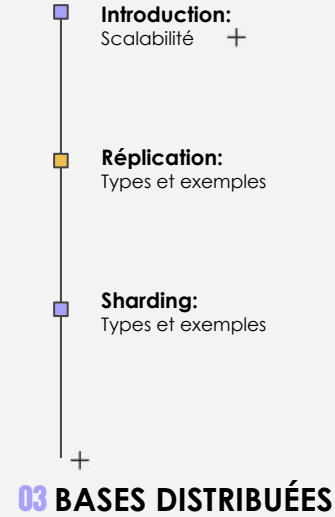 Introduction:
Scalabilité
Réplication:
Types et exemples
Sharding:
Types et exemples
03 BASES DISTRIBUÉES